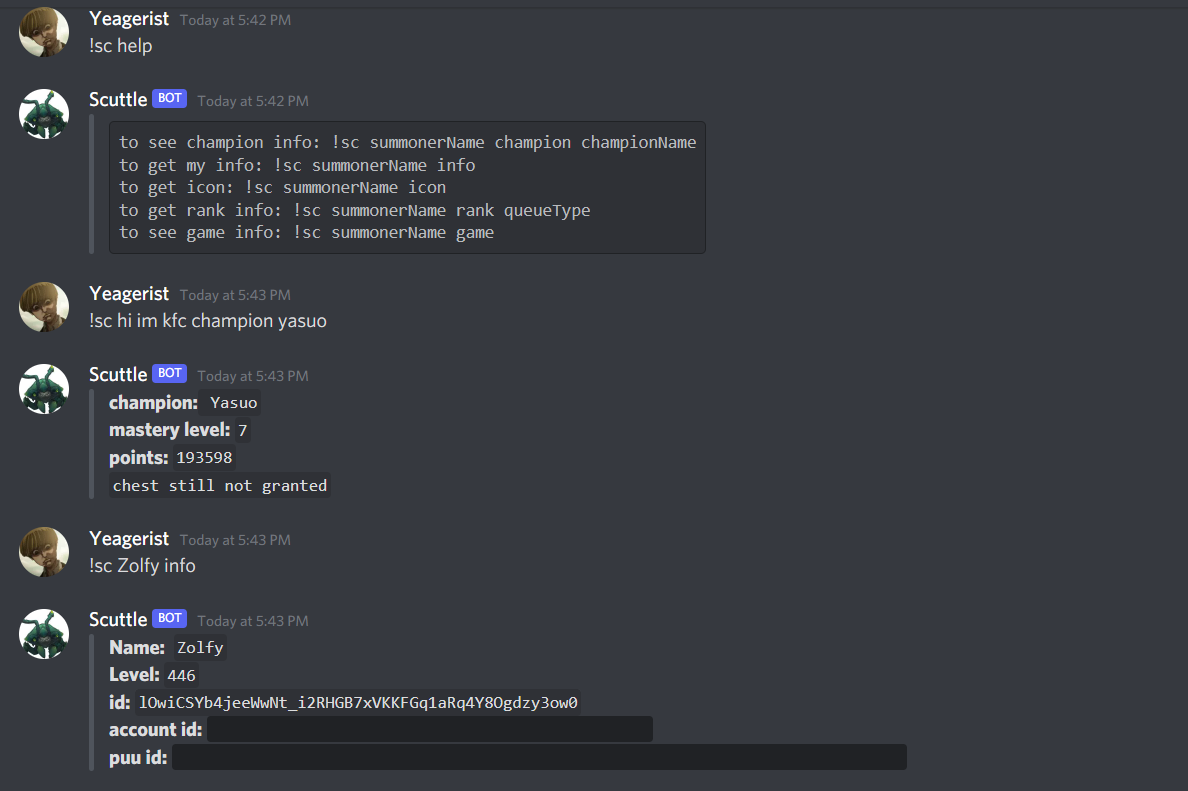 Yeagerist Today at 5:42 PM
!sc help
Scuttle BOT Today at 5:42 PM
to see champion info: !sc summonerName champion championName
to get my info: !sc summonerName info
to get icon: !sc summonerName icon
to get rank info: !sc summonerName rank queueType
to see game info: !sc summonerName game
Yeagerist Today at 5:43 PM
!sc hi im kfc champion yasuo
Scuttle BOT Today at 5:43 PM
champion: Yasuo
mastery level: 7
points: 193598
chest still not granted
Yeagerist Today at 5:43 PM
!sc Zolfy info
Scuttle BOT Today at 5:43 PM
Name: Zolfy
Level: 446
id: lOwiCSYb4jeeWwNt_i2RHGB7xVKKFGq1aRq4Y8Ogdzy3ow0
account id:
puu id: